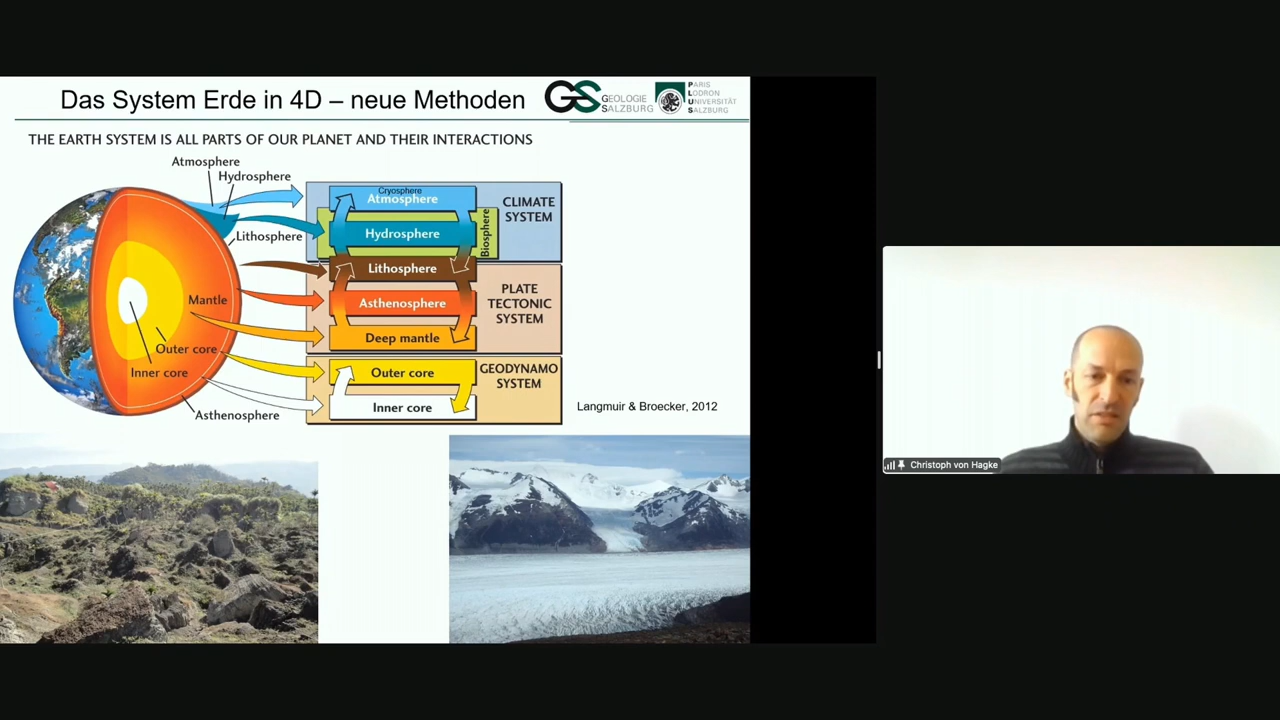 Das System Erde in 4D – neue Methoden
GS GEOLOGIE
SALZBURG
PARIS
LODRON
UNIVERSITÄT
SALZBURG
THE EARTH SYSTEM IS ALL PARTS OF OUR PLANET AND THEIR INTERACTIONS
Atmosphere
Hydrosphere
Lithosphere
Mantle
Outer core
Inner core
Asthenosphere
Cryosphere
Atmosphere
Hydrosphere
Biosphere
CLIMATE
SYSTEM
Lithosphere
Asthenosphere
Deep mantle
PLATE
TECTONIC
SYSTEM
Outer core
Inner core
GEODYNAMO
SYSTEM
Langmuir & Broecker, 2012
Christoph von Hagke